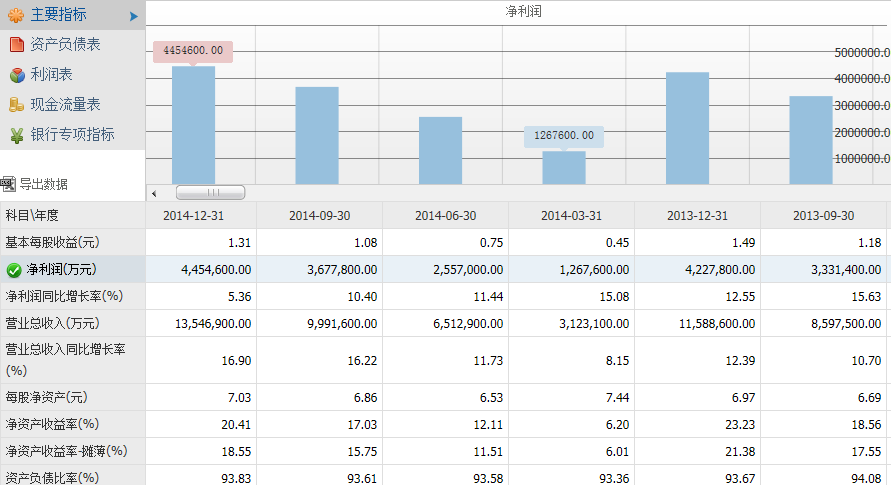 主要指标
资产负债表
利润表
现金流量表
银行专项指标
导出数据
净利润
4454600.00
1267600.00
5000000.0
4000000.0
3000000.0
2000000.0
1000000.0
科目\年度 2014-12-31 2014-09-30 2014-06-30 2014-03-31 2013-12-31 2013-09-30
基本每股收益(元) 1.31 1.08 0.75 0.45 1.49 1.18
净利润(万元) 4,454,600.00 3,677,800.00 2,557,000.00 1,267,600.00 4,227,800.00 3,331,400.00
净利润同比增长率(%) 5.36 10.40 11.44 15.08 12.55 15.63
营业总收入(万元) 13,546,900.00 9,991,600.00 6,512,900.00 3,123,100.00 11,588,600.00 8,597,500.00
营业总收入同比增长率
(%) 16.90 16.22 11.73 8.15 12.39 10.70
每股净资产(元) 7.03 6.86 6.53 7.44 6.97 6.69
净资产收益率(%) 20.41 17.03 12.11 6.20 23.23 18.56
净资产收益率-摊薄(%) 18.55 15.75 11.51 6.01 21.38 17.55
资产负债比率(%) 93.83 93.61 93.58 93.36 93.67 94.08